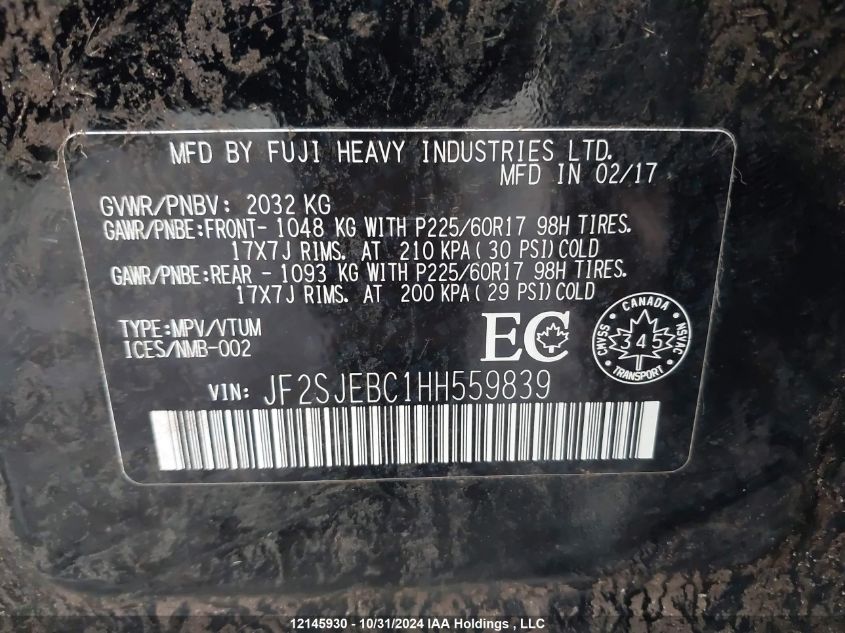 MFD BY FUJI HEAVY INDUSTRIES LTD.
MFD IN 02/17
GVWR/PNBV: 2032 KG
GAWR/PNBE:FRONT- 1048 KG WITH P225/60R17 98H TIRES.
17X7J RIMS. AT 210 KPA( 30 PSI)COLD
GAWR/PNBE:REAR - 1093 KG WITH P225/60R17 98H TIRES.
17X7J RIMS. AT 200 KPA( 29 PSI)COLD
TYPE:MPV/VTUM
ICES/NMB-002
EC
CANADA
CMVSS
345
NSVAC
TRANSPORT
VIN: JF2SJEBC1HH559839
12145930 - 10/31/2024 IAA Holdings , LLC